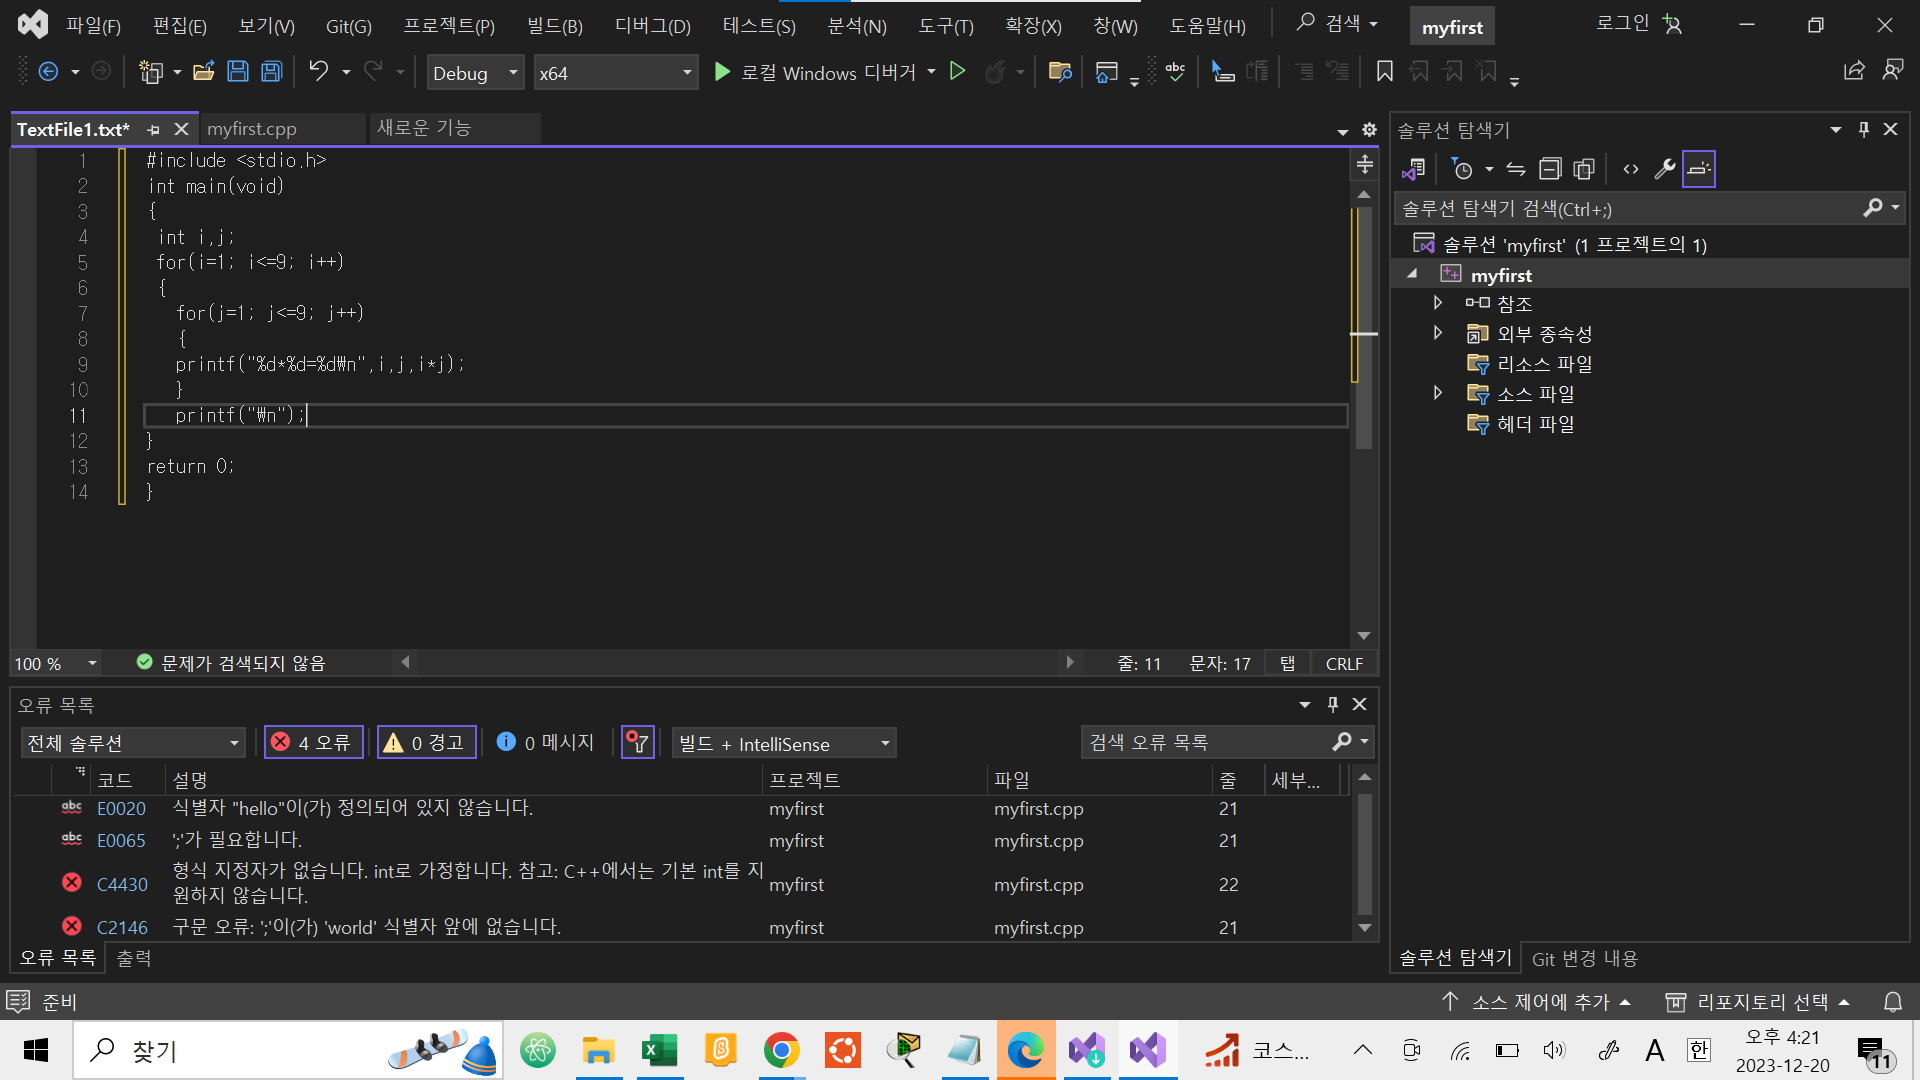 파일(F) 편집(E) 보기(V) Git(G) 프로젝트(P) 빌드(B) 디버그(D) 테스트(S) 분석(N) 도구(T) 확장(X) 창(W) 도움말(H) 검색 myfirst 로그인
Debug x64 로컬 Windows 디버거
TextFile1.txt* myfirst.cpp 새로운 기능
1 #include <stdio.h>
2 int main(void)
3 {
4 int i,j;
5 for(i=1; i<=9; i++)
6 {
7 for(j=1; j<=9; j++)
8 {
9 printf("%d*%d=%d₩n",i,j,i*j);
10 }
11 printf("₩n");
12 }
13 return 0;
14 }
100 % 문제가 검색되지 않음 줄: 11 문자: 17 탭 CRLF
오류 목록
전체 솔루션 4 오류 0 경고 0 메시지 빌드 + IntelliSense 검색 오류 목록
코드 설명 프로젝트 파일 줄 세부...
abc E0020 식별자 "hello"이(가) 정의되어 있지 않습니다. myfirst myfirst.cpp 21
abc E0065 ';'가 필요합니다. myfirst myfirst.cpp 21
C4430 형식 지정자가 없습니다. int로 가정합니다. 참고: C++에서는 기본 int를 지
원하지 않습니다. myfirst myfirst.cpp 22
C2146 구문 오류: ';'이(가) 'world' 식별자 앞에 없습니다. myfirst myfirst.cpp 21
오류 목록 출력
솔루션 탐색기
솔루션 탐색기 검색(Ctrl+;)
솔루션 'myfirst' (1 프로젝트의 1)
myfirst
참조
외부 종속성
리소스 파일
소스 파일
헤더 파일
솔루션 탐색기 Git 변경 내용
준비 소스 제어에 추가 리포지토리 선택
찾기 코스... A 한 오후 4:21
2023-12-20 11